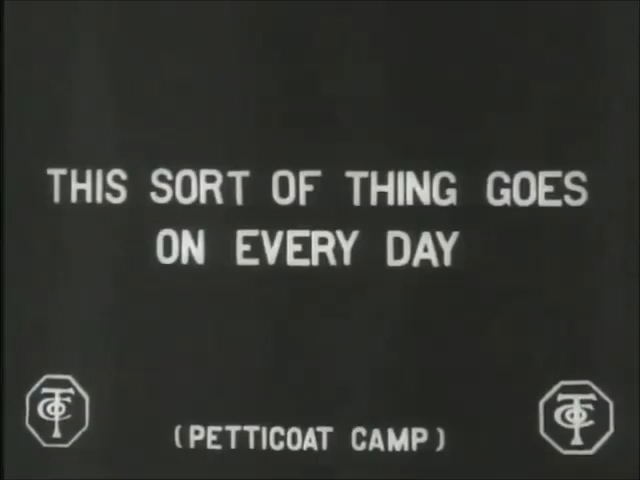 THIS SORT OF THING GOES
ON EVERY DAY
(PETTICOAT CAMP)